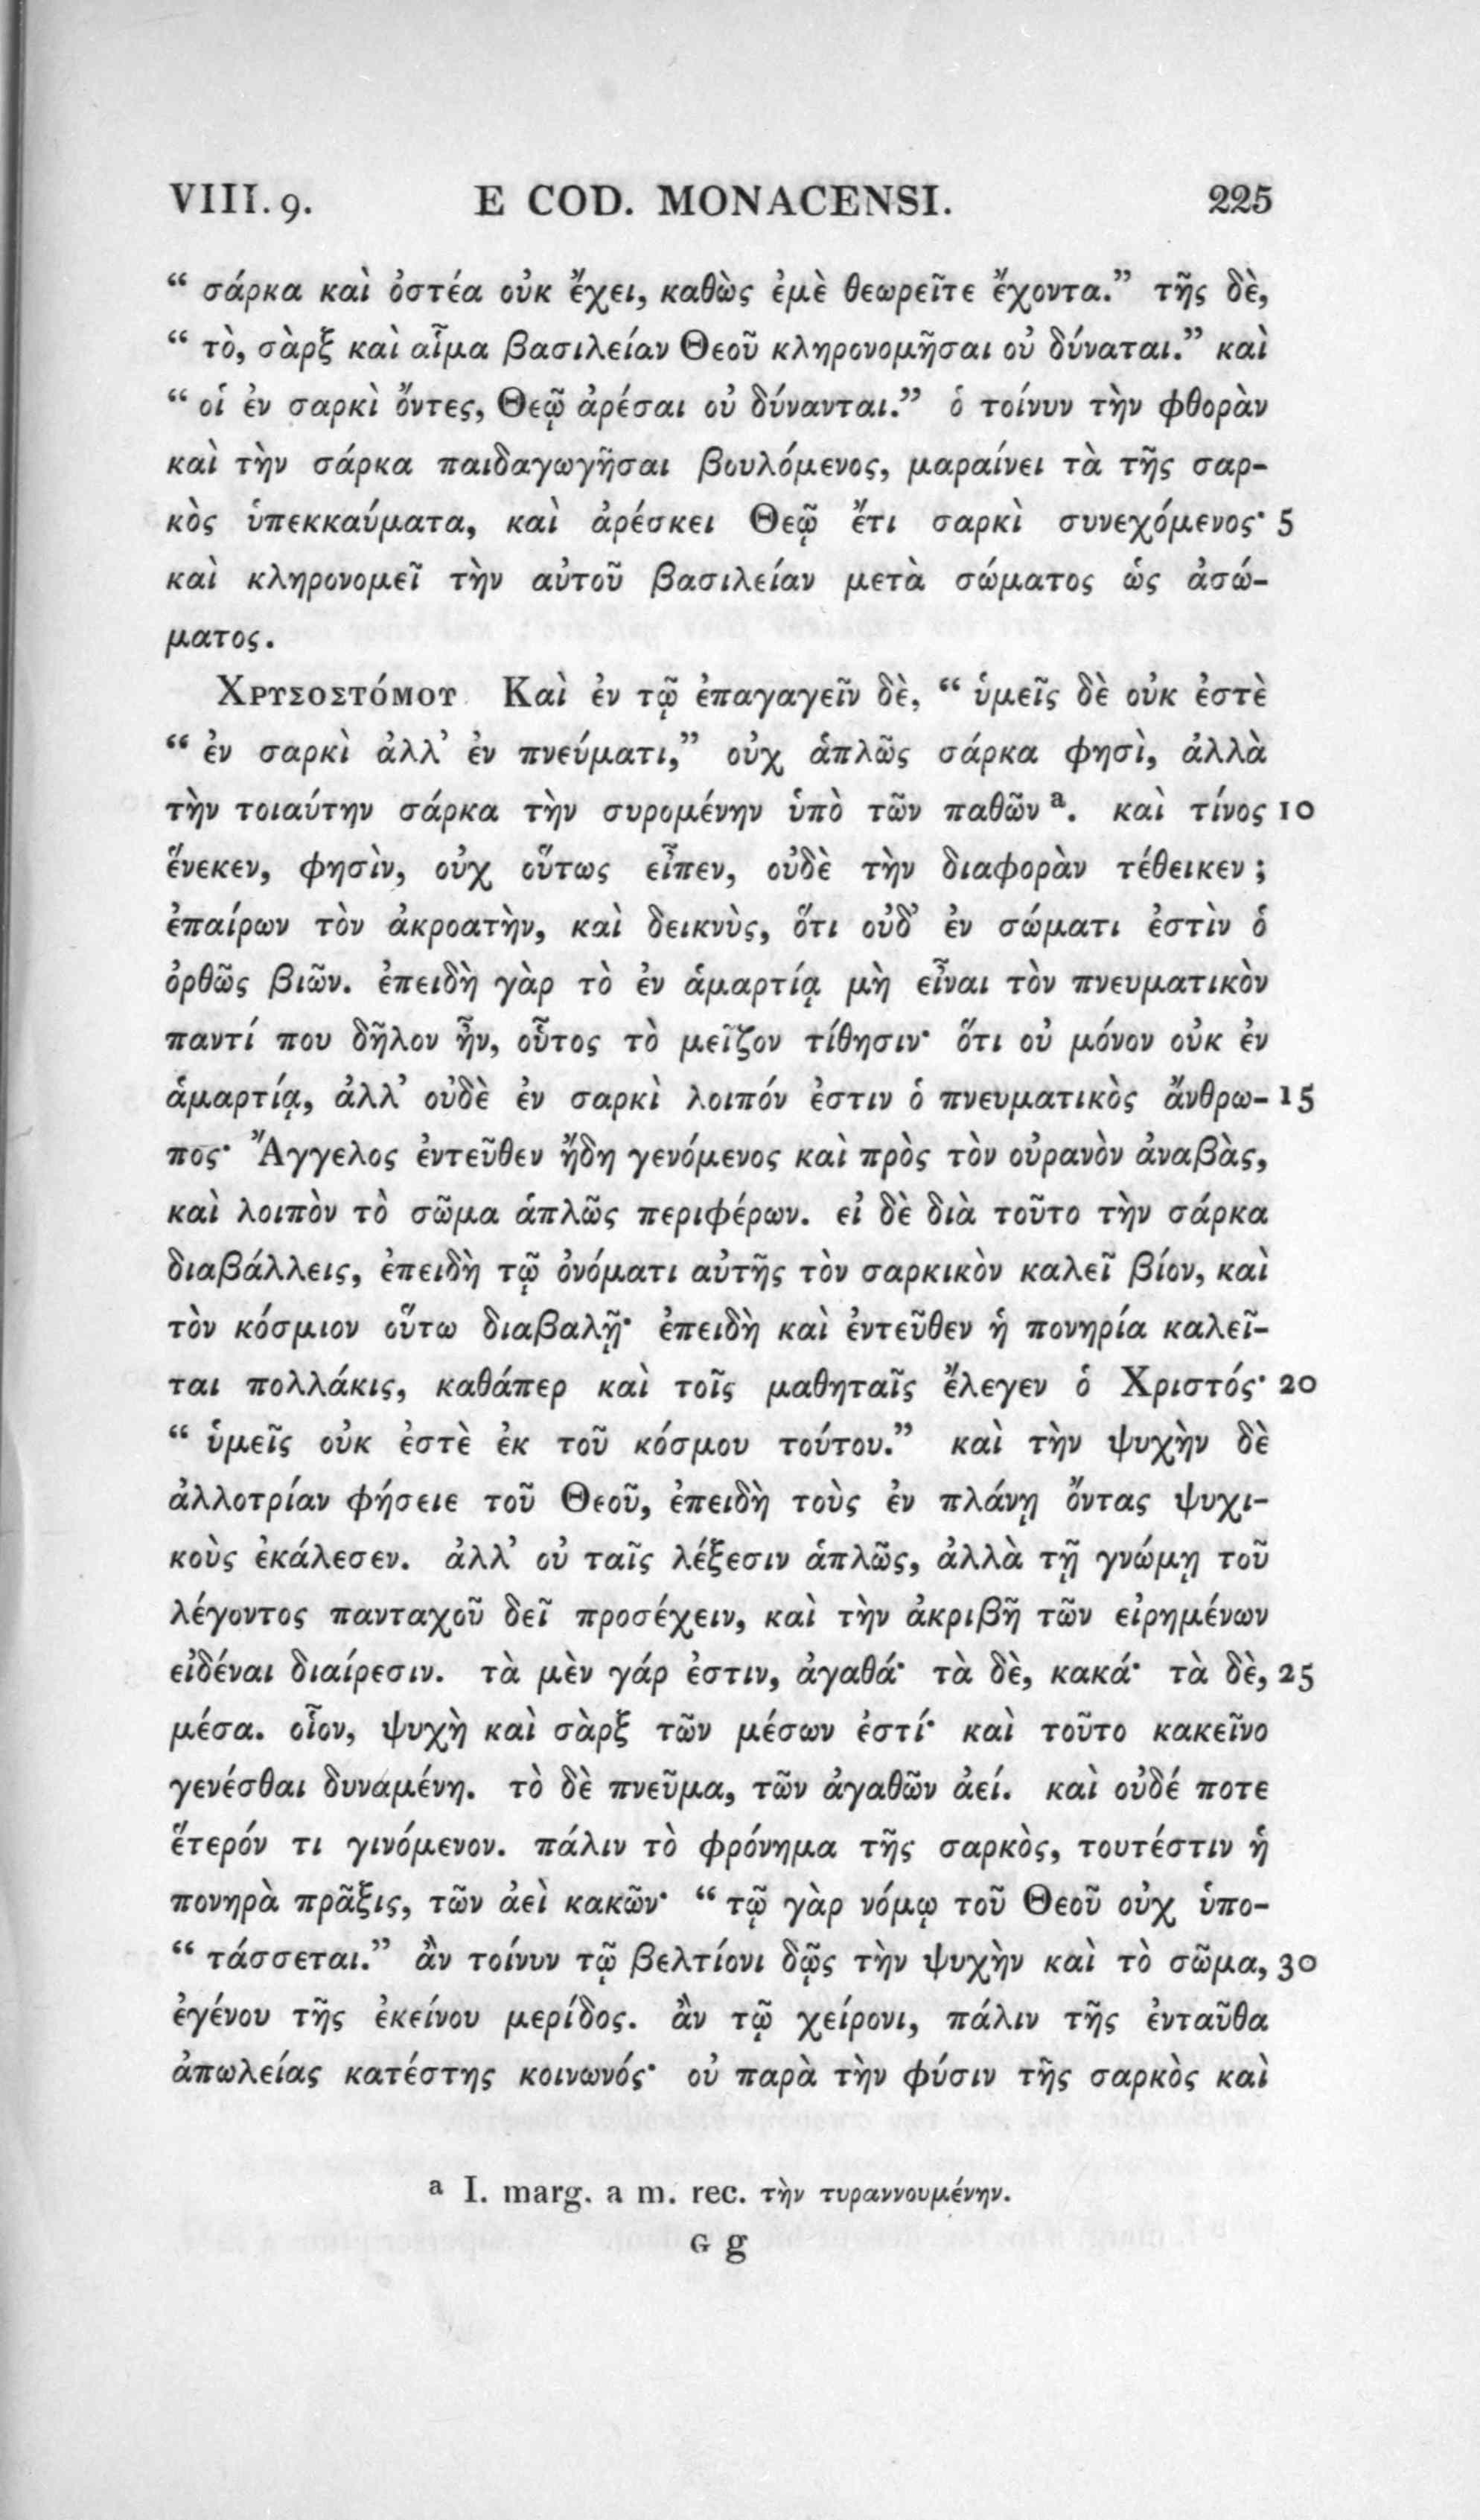 VIII. 9. E COD. MONACENSI. 225
“ σάρκα καὶ ὀστέα οὐκ ἔχει, καθὼς ἐμὲ θεωρεῖτε ἔχοντα.” τῆς δὲ,
“ τὸ, σὰρξ καὶ αἷμα βασιλείαν Θεοῦ κληρονομῆσαι οὐ δύναται.” καὶ
“ οἱ ἐν σαρκὶ ὄντες, Θεῷ ἀρέσαι οὐ δύνανται.” ὁ τοίνυν τὴν φθορὰν
καὶ τὴν σάρκα παιδαγωγῆσαι βουλόμενος, μαραίνει τὰ τῆς σαρ-
κὸς ὑπεκκαύματα, καὶ ἀρέσκει Θεῷ ἔτι σαρκὶ συνεχόμενος· 5
καὶ κληρονομεῖ τὴν αὐτοῦ βασιλείαν μετὰ σώματος ὡς ἀσώ-
ματος.
ΧΡΥΣΟΣΤΌΜΟΥ Καὶ ἐν τῷ ἐπαγαγεῖν δὲ, “ ὑμεῖς δὲ οὐκ ἐστὲ
“ ἐν σαρκὶ ἀλλ’ ἐν πνεύματι,” οὐχ ἁπλῶς σάρκα φησὶ, ἀλλὰ
τὴν τοιαύτην σάρκα τὴν συρομένην ὑπὸ τῶν παθῶν a. καὶ τίνος 10
ἕνεκεν, φησὶν, οὐχ οὕτως εἶπεν, οὐδὲ τὴν διαφορὰν τέθεικεν ;
ἐπαίρων τὸν ἀκροατὴν, καὶ δεικνὺς, ὅτι οὐδ’ ἐν σώματι ἐστὶν ὁ
ὀρθῶς βιῶν. ἐπειδὴ γὰρ τὸ ἐν ἁμαρτίᾳ μὴ εἶναι τὸν πνευματικὸν
παντί που δῆλον ἦν, οὗτος τὸ μεῖζον τίθησιν· ὅτι οὐ μόνον οὐκ ἐν
ἁμαρτίᾳ, ἀλλ’ οὐδὲ ἐν σαρκὶ λοιπόν ἐστιν ὁ πνευματικὸς ἄνθρω- 15
πος· Ἄγγελος ἐντεῦθεν ἤδη γενόμενος καὶ πρὸς τὸν οὐρανὸν ἀναβὰς,
καὶ λοιπὸν τὸ σῶμα ἁπλῶς περιφέρων. εἰ δὲ διὰ τοῦτο τὴν σάρκα
διαβάλλεις, ἐπειδὴ τῷ ὀνόματι αὐτῆς τὸν σαρκικὸν καλεῖ βίον, καὶ
τὸν κόσμιον οὕτω διαβαλῇ· ἐπειδὴ καὶ ἐντεῦθεν ἡ πονηρία καλεῖ-
ται πολλάκις, καθάπερ καὶ τοῖς μαθηταῖς ἔλεγεν ὁ Χριστός· 20
“ ὑμεῖς οὐκ ἐστὲ ἐκ τοῦ κόσμου τούτου.” καὶ τὴν ψυχὴν δὲ
ἀλλοτρίαν φήσειε τοῦ Θεοῦ, ἐπειδὴ τοὺς ἐν πλάνῃ ὄντας ψυχι-
κοὺς ἐκάλεσεν. ἀλλ’ οὐ ταῖς λέξεσιν ἁπλῶς, ἀλλὰ τῇ γνώμῃ τοῦ
λέγοντος πανταχοῦ δεῖ προσέχειν, καὶ τὴν ἀκριβῆ τῶν εἰρημένων
εἰδέναι διαίρεσιν. τὰ μὲν γάρ ἐστιν, ἀγαθά· τὰ δὲ, κακά· τὰ δὲ, 25
μέσα. οἷον, ψυχὴ καὶ σὰρξ τῶν μέσων ἐστί· καὶ τοῦτο κακεῖνο
γενέσθαι δυναμένη. τὸ δὲ πνεῦμα, τῶν ἀγαθῶν ἀεί. καὶ οὐδέ ποτε
ἕτερόν τι γινόμενον. πάλιν τὸ φρόνημα τῆς σαρκὸς, τουτέστιν ἡ
πονηρὰ πρᾶξις, τῶν ἀεὶ κακῶν· “ τῷ γὰρ νόμῳ τοῦ Θεοῦ οὐχ ὑπο-
“ τάσσεται.” ἂν τοίνυν τῷ βελτίονι δῷς τὴν ψυχὴν καὶ τὸ σῶμα, 30
ἐγένου τῆς ἐκείνου μερίδος. ἂν τῷ χείρονι, πάλιν τῆς ἐνταῦθα
ἀπωλείας κατέστης κοινωνός· οὐ παρὰ τὴν φύσιν τῆς σαρκὸς καὶ
a I. marg. a m. rec. τὴν τυραννουμένην.
G g